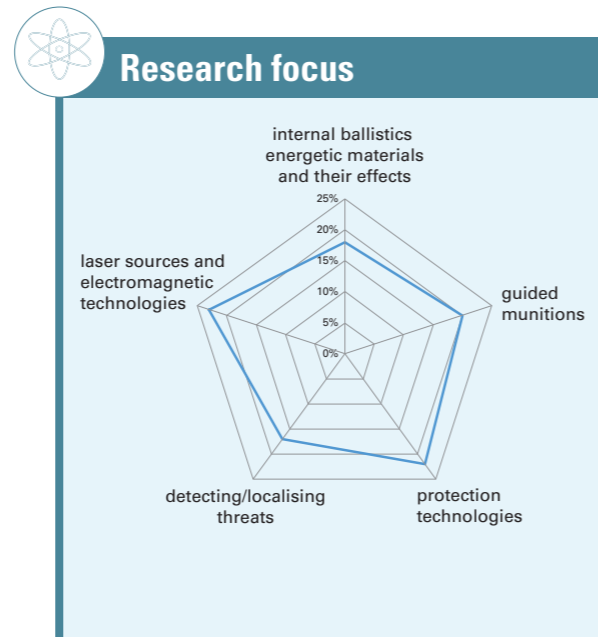 Research focus
internal ballistics
energetic materials
and their effects
25%
20%
15%
10%
5%
0%
laser sources and
electromagnetic
technologies
guided
munitions
detecting/localising
threats
protection
technologies